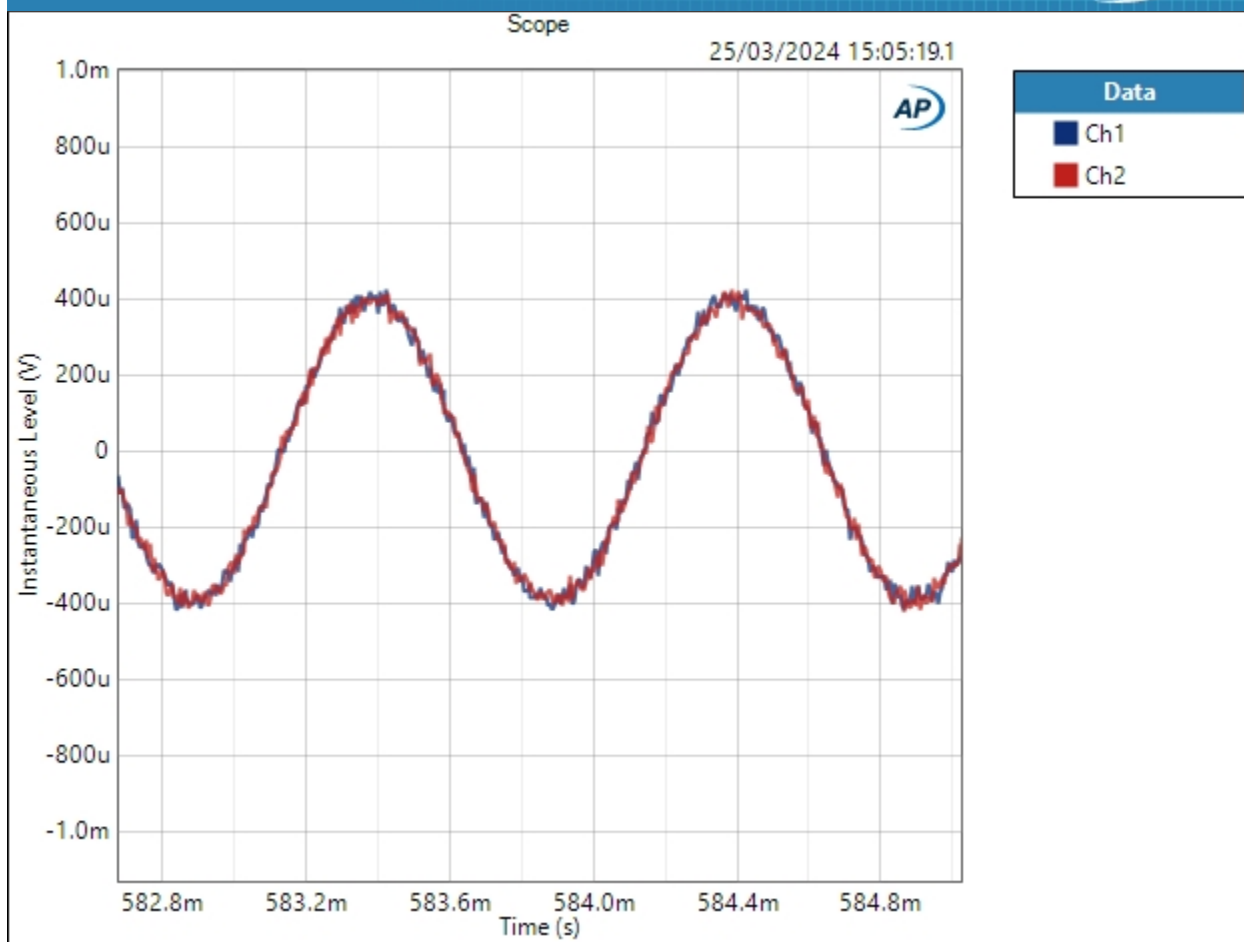 Scope
25/03/2024 15:05:19.1
AP
Data
Ch1
Ch2
Instantaneous Level (V)
1.0m
800u
600u
400u
200u
0
-200u
-400u
-600u
-800u
-1.0m
582.8m 583.2m 583.6m 584.0m 584.4m 584.8m
Time (s)